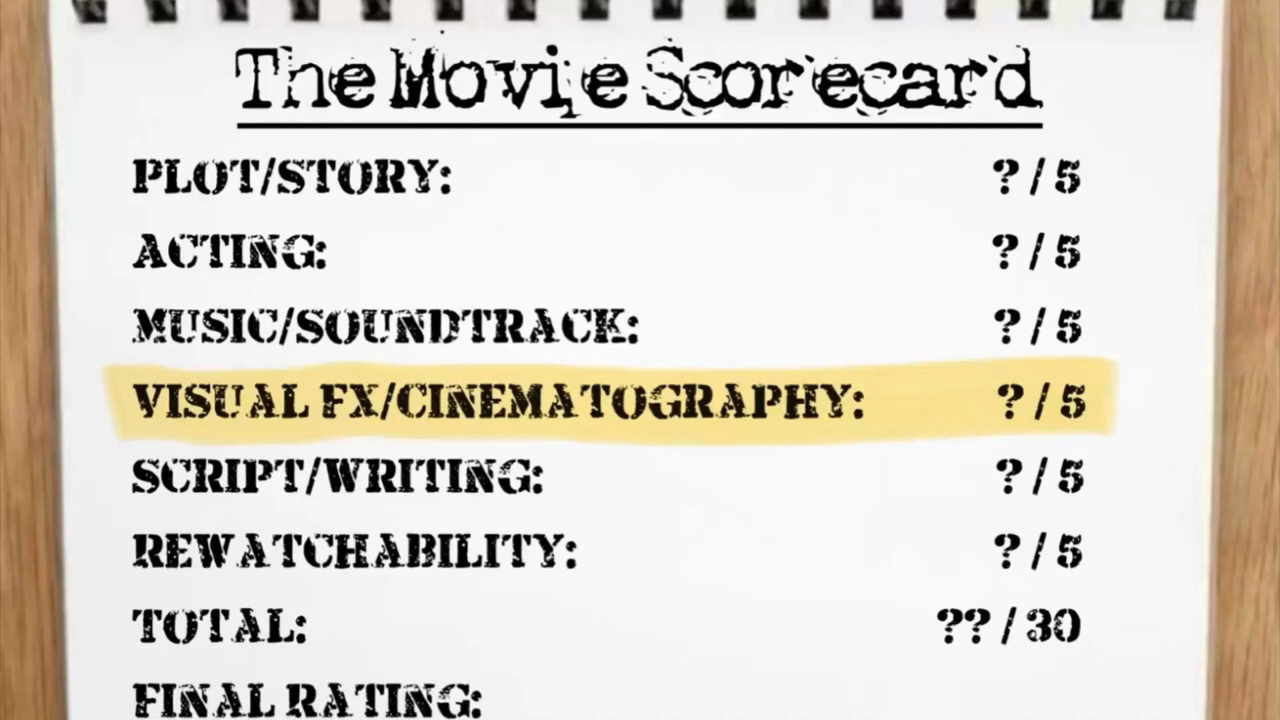 The Movie Scorecard
PLOT/STORY: ? / 5
ACTING: ? / 5
MUSIC/SOUNDTRACK: ? / 5
VISUAL FX/CINEMATOGRAPHY: ? / 5
SCRIPT/WRITING: ? / 5
REWATCHABILITY: ? / 5
TOTAL: ?? / 30
FINAL RATING: